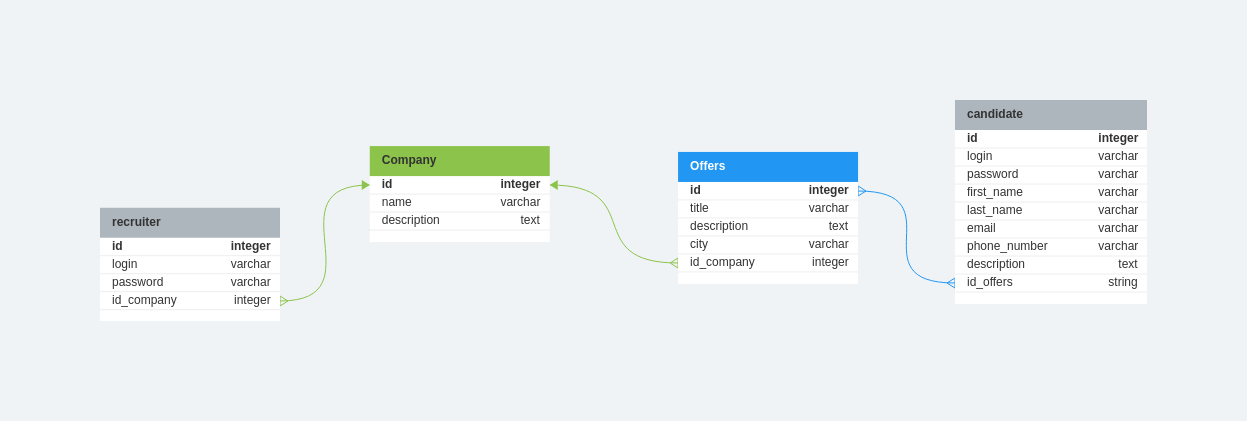 recruiter
id integer
login varchar
password varchar
id_company integer
Company
id integer
name varchar
description text
Offers
id integer
title varchar
description text
city varchar
id_company integer
candidate
id integer
login varchar
password varchar
first_name varchar
last_name varchar
email varchar
phone_number varchar
description text
id_offers string